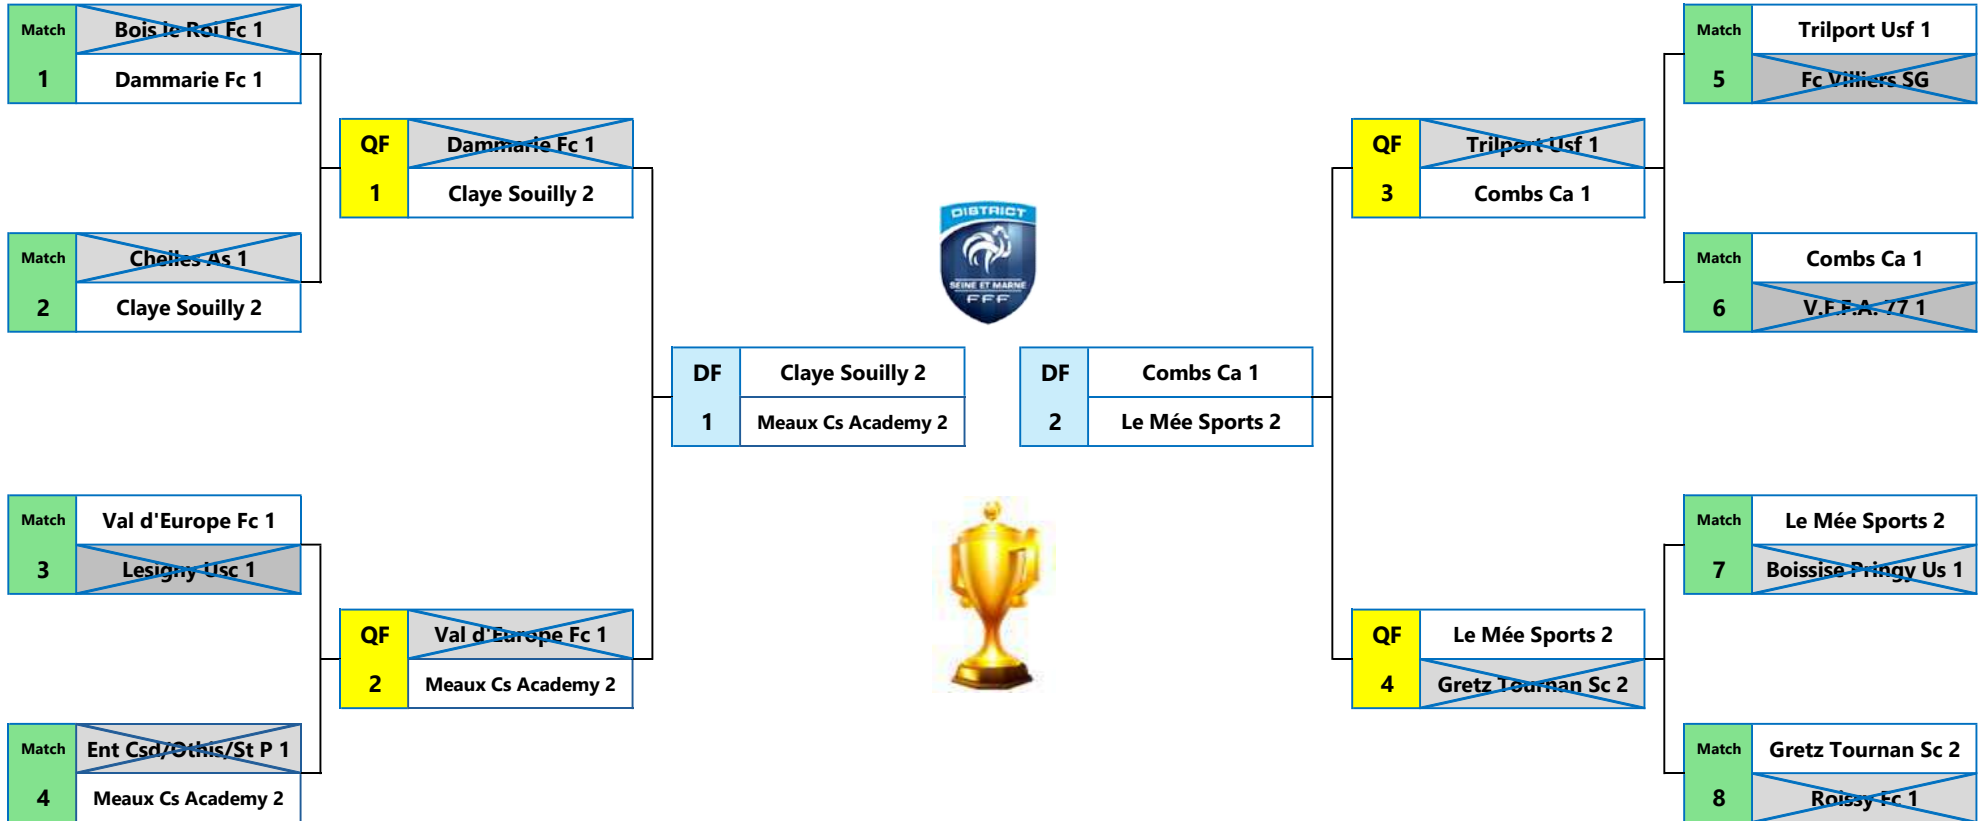 Match
Bois le Roi Fc 1
1
Dammarie Fc 1
QF
Dammarie Fc 1
1
Claye Souilly 2
Match
Chelles As 1
2
Claye Souilly 2
DF
Claye Souilly 2
1
Meaux Cs Academy 2
Match
Val d'Europe Fc 1
3
Lesigny Usc 1
QF
Val d'Europe Fc 1
2
Meaux Cs Academy 2
Match
Ent Csd/Othis/St P 1
4
Meaux Cs Academy 2
DISTRICT
SEINE ET MARNE
FFF
DF
Combs Ca 1
2
Le Mée Sports 2
QF
Trilport Usf 1
3
Combs Ca 1
Match
Trilport Usf 1
5
Fc Villiers SG
Match
Combs Ca 1
6
V.F.F.A. 77 1
QF
Le Mée Sports 2
4
Gretz Tournan Sc 2
Match
Le Mée Sports 2
7
Boissise Pringy Us 1
Match
Gretz Tournan Sc 2
8
Roissy Fc 1